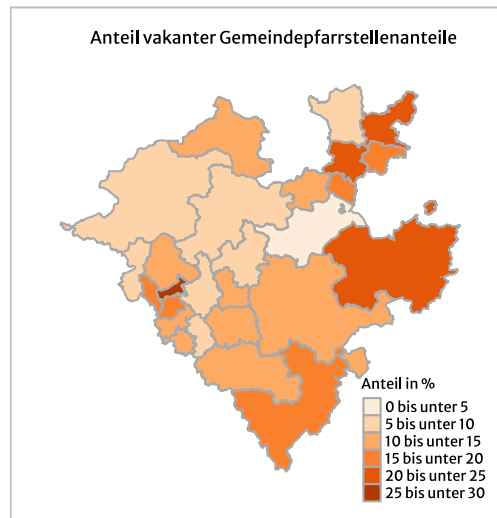 Anteil vakanter Gemeindepfarrstellenanteile
Anteil in %
0 bis unter 5
5 bis unter 10
10 bis unter 15
15 bis unter 20
20 bis unter 25
25 bis unter 30